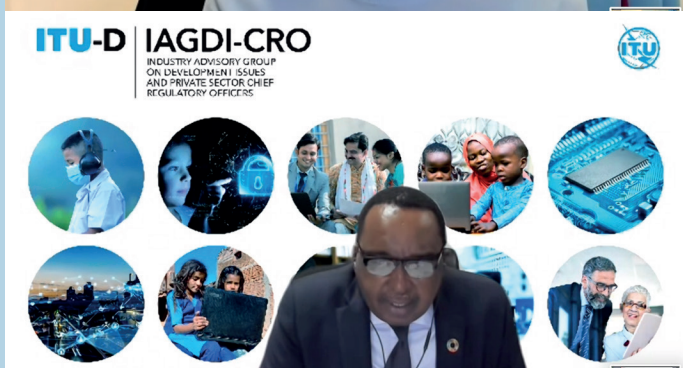 ITU-D
IAGDI-CRO
INDUSTRY ADVISORY GROUP
ON DEVELOPMENT ISSUES
AND PRIVATE SECTOR CHIEF
REGULATORY OFFICERS
ITU